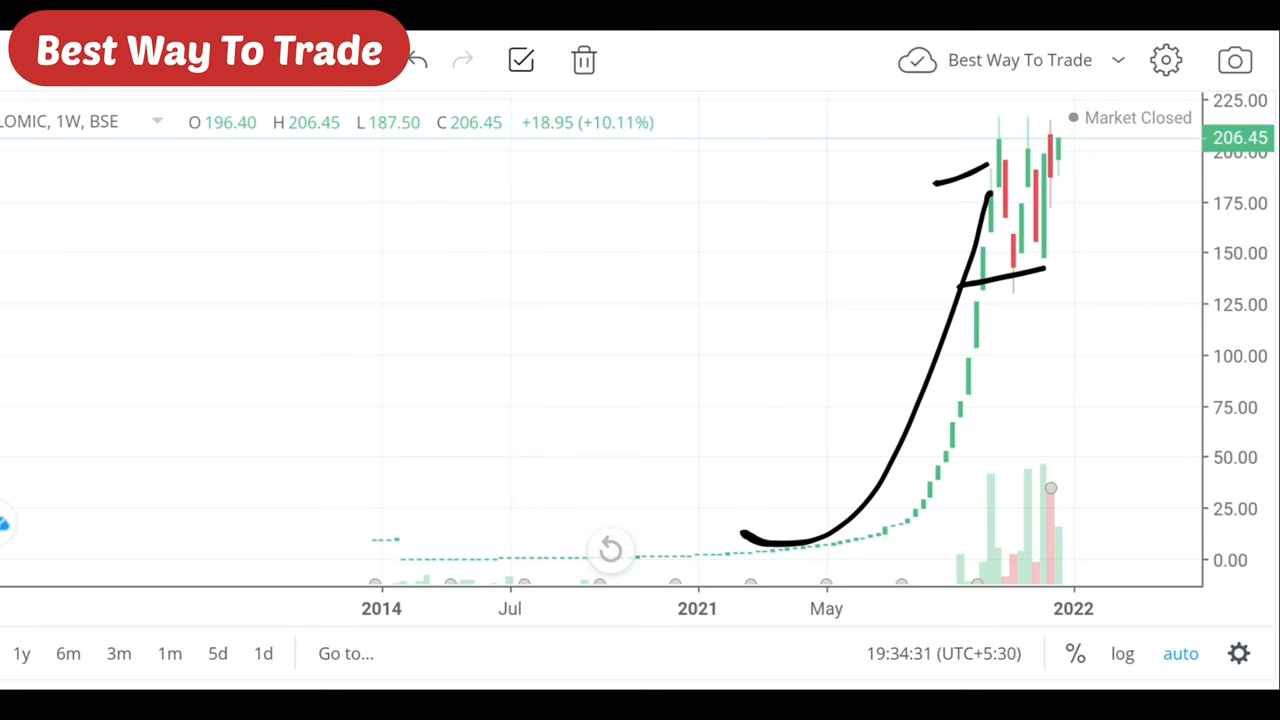 Best Way To Trade
Best Way To Trade
LOMIC, 1W, BSE O 196.40 H 206.45 L 187.50 C 206.45 +18.95 (+10.11%)
Market Closed
225.00
206.45
200.00
175.00
150.00
125.00
100.00
75.00
50.00
25.00
0.00
2014 Jul 2021 May 2022
1y 6m 3m 1m 5d 1d Go to... 19:34:31 (UTC+5:30) % log auto